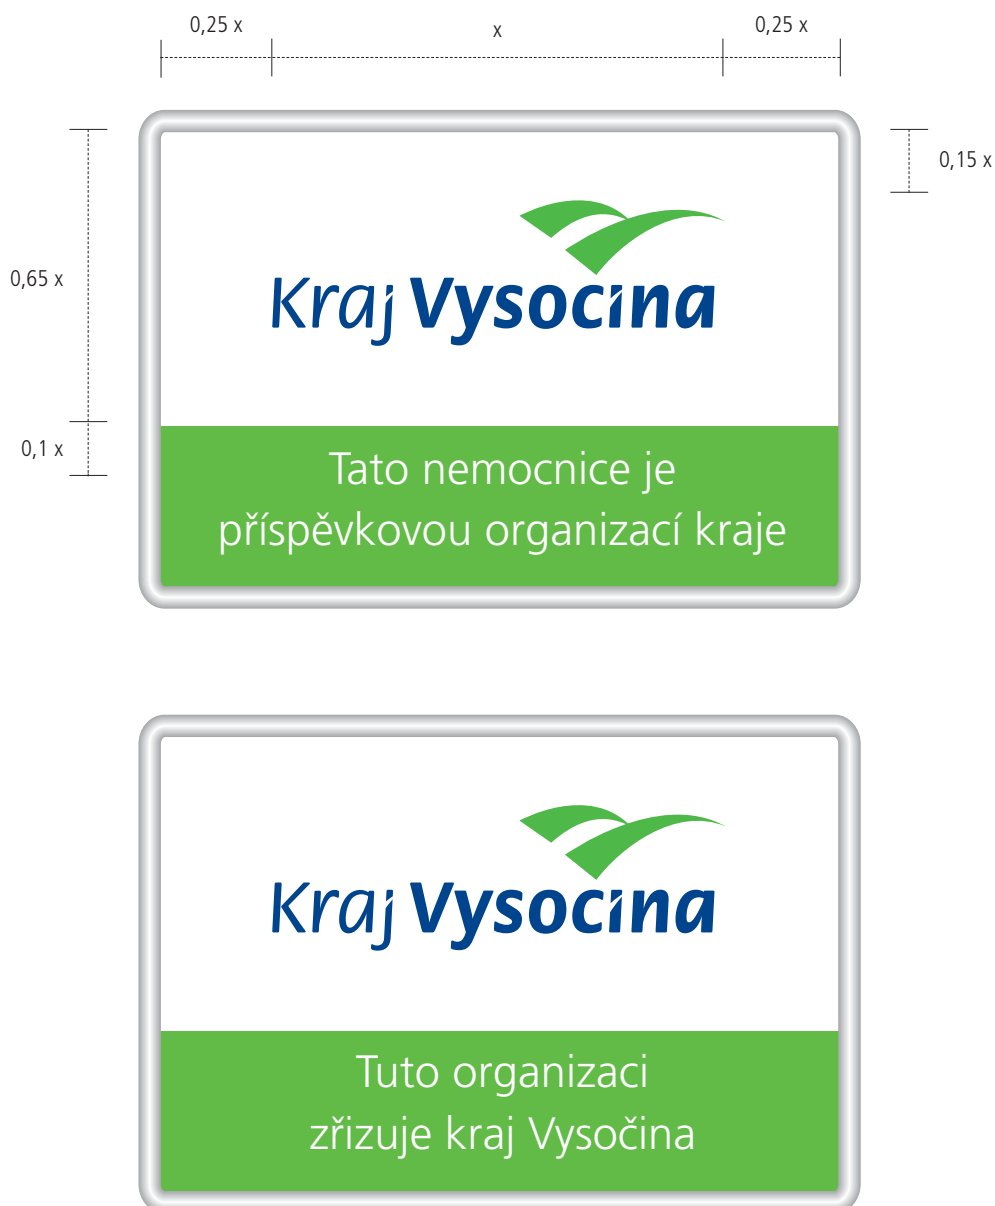 0,25 x
x
0,25 x
0,15 x
0,65 x
0,1 x
Kraj Vysočina
Tato nemocnice je
příspěvkovou organizací kraje
Kraj Vysočina
Tuto organizaci
zřizuje kraj Vysočina